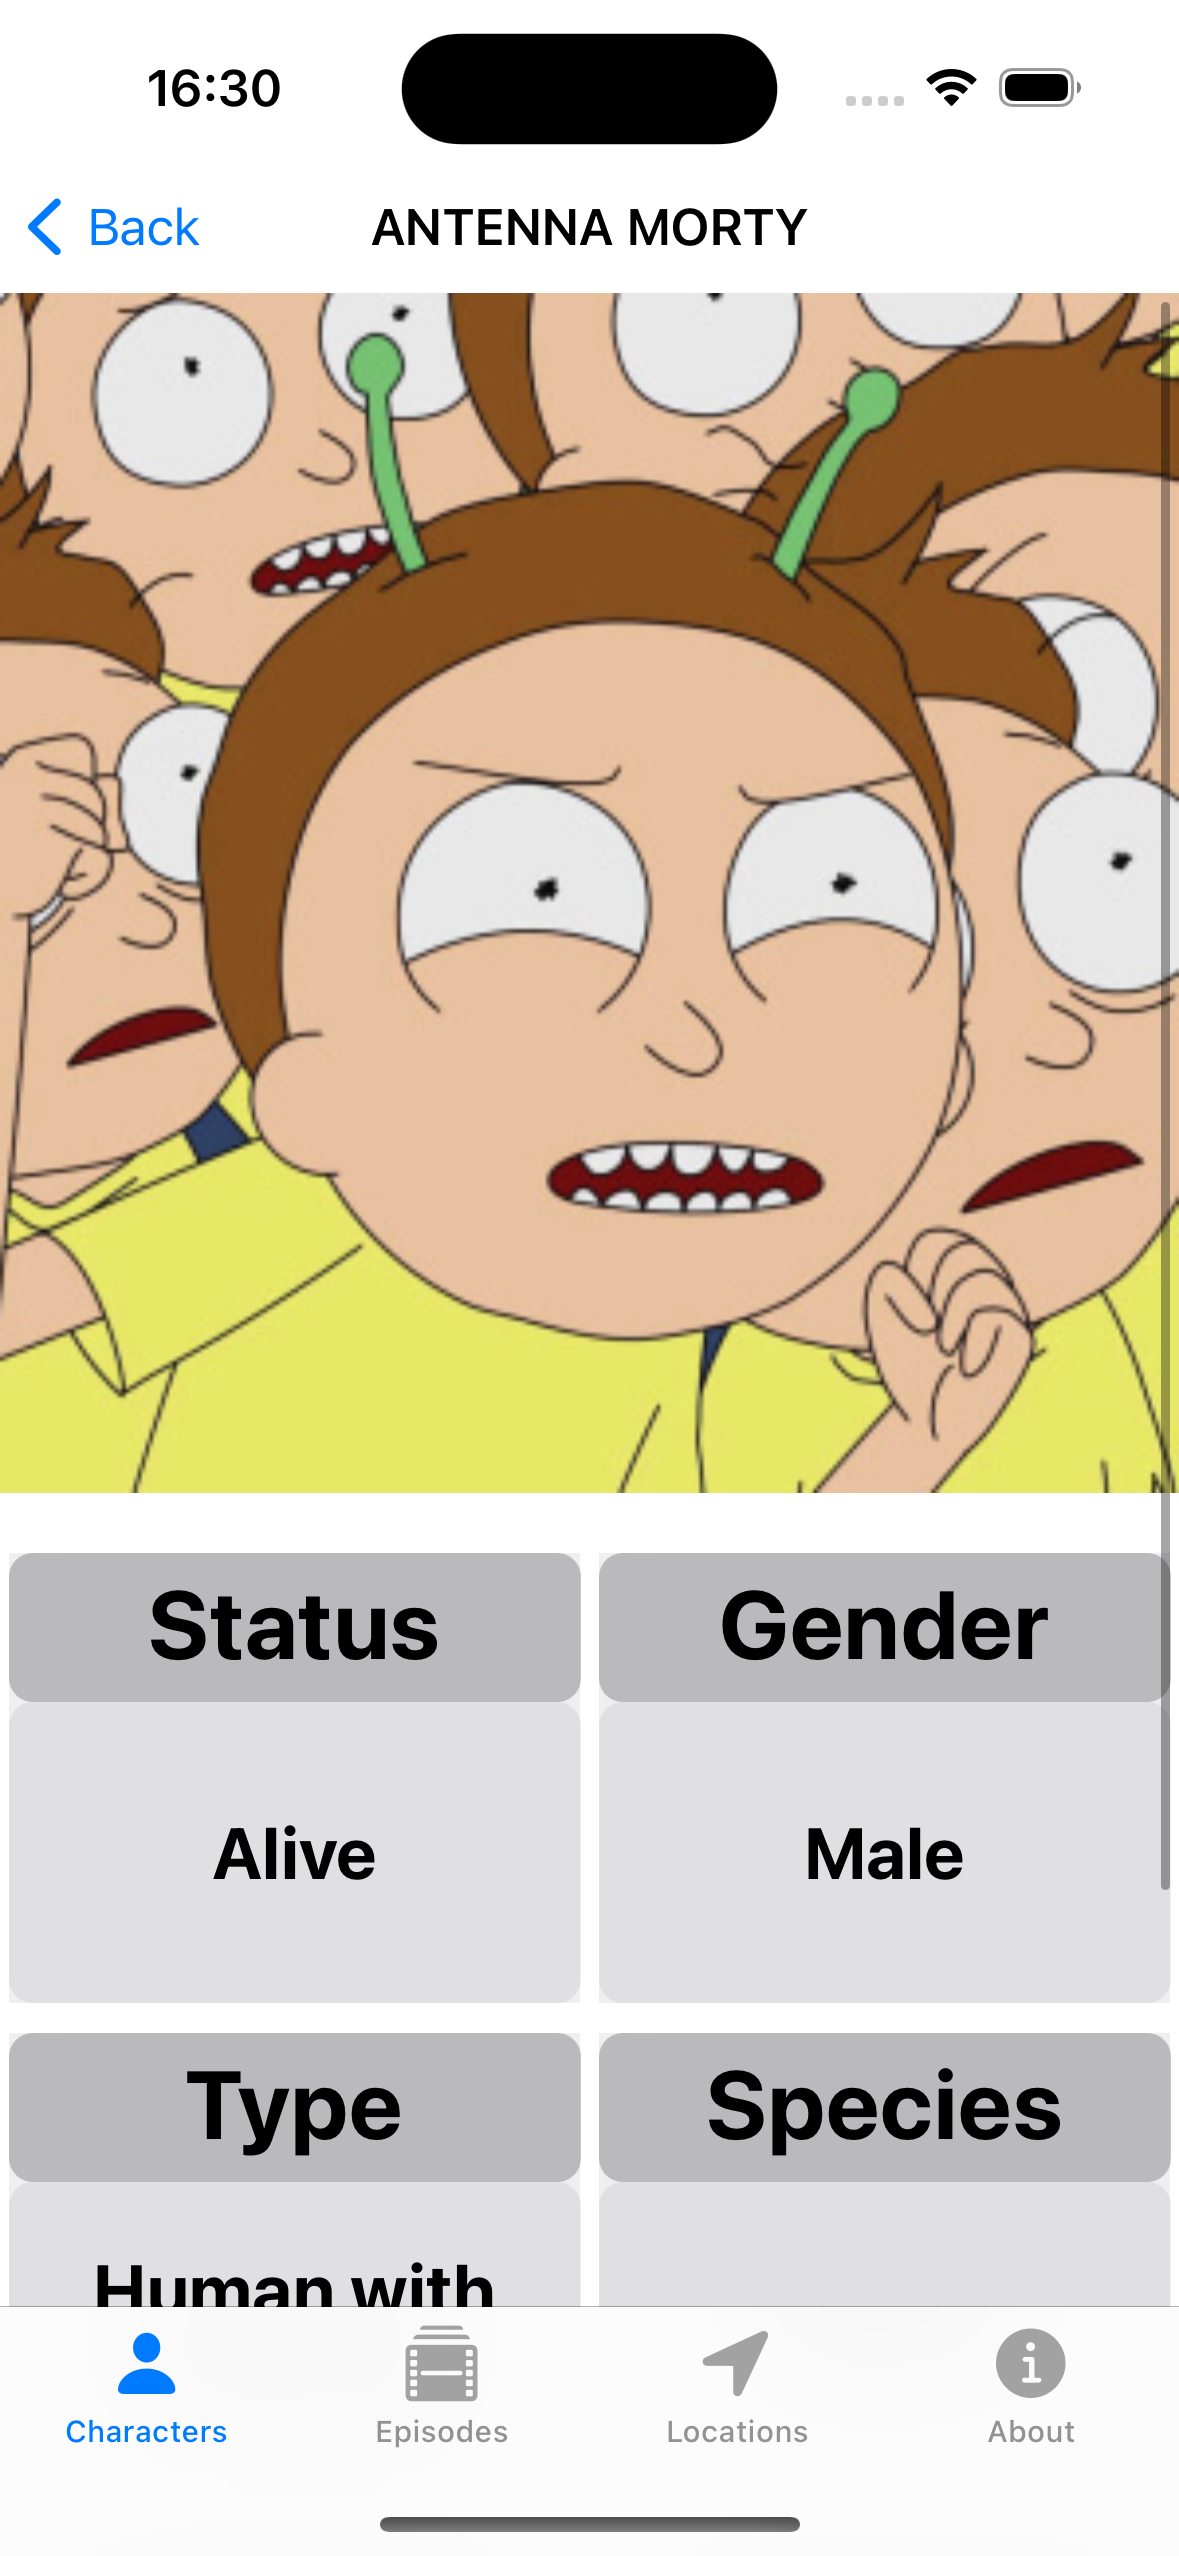 16:30
Back
ANTENNA MORTY
Status
Gender
Alive
Male
Type
Species
Human with
Characters
Episodes
Locations
About